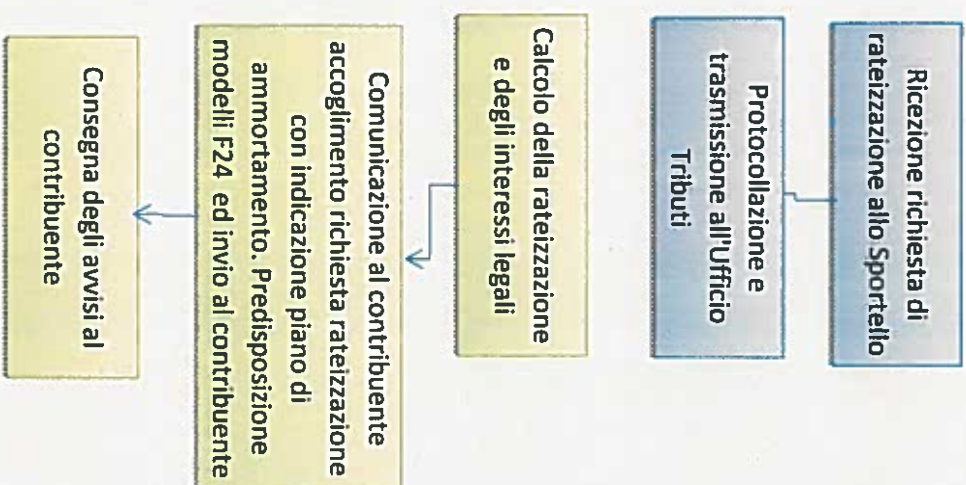 Ricezione richiesta di
rateizzazione allo Sportello
Protocollazione e
trasmissione all'Ufficio
Tributi
Calcolo della rateizzazione
e degli interessi legali
Comunicazione al contribuente
accoglimento richiesta rateizzazione
con indicazione piano di
ammortamento. Predisposizione
modelli F24 ed invio al contribuente
Consegna degli avvisi al
contribuente